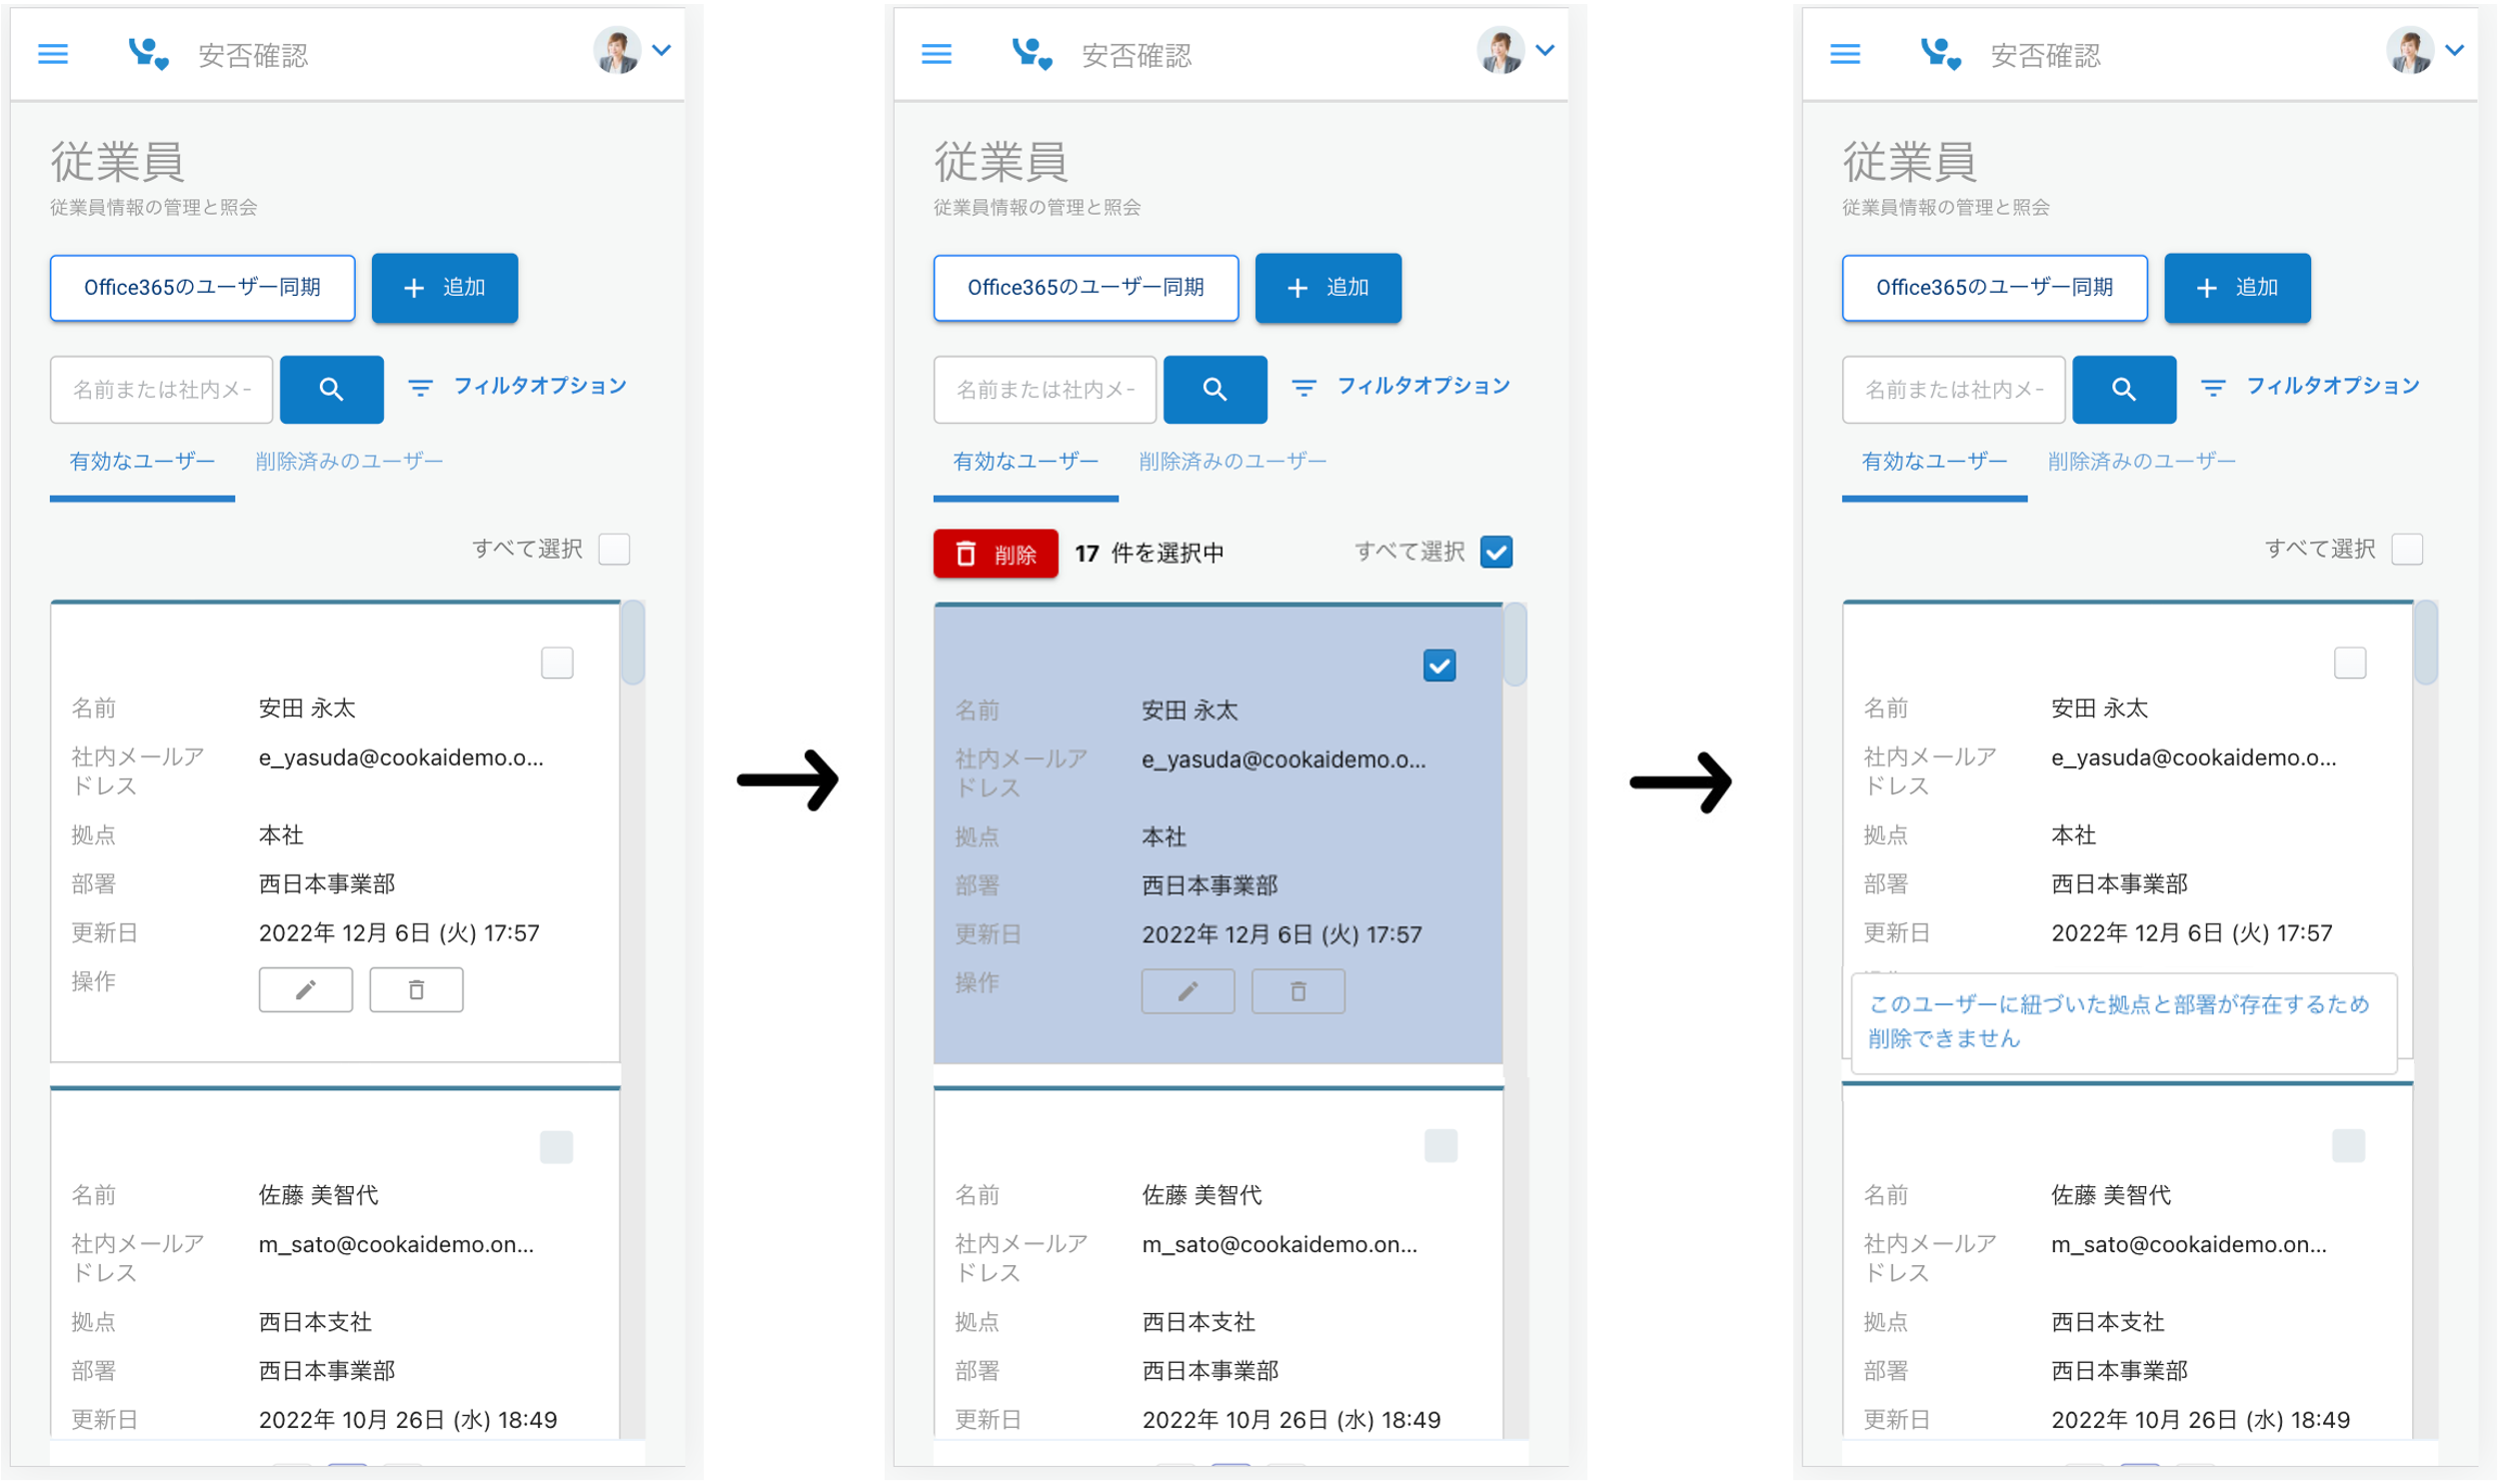 安否確認
従業員
従業員情報の管理と照会
Office365のユーザー同期
追加
名前または社内メ-
フィルタオプション
有効なユーザー
削除済みのユーザー
すべて選択
名前
安田 永太
社内メールアドレス
e_yasuda@cookaidemo.o...
拠点
本社
部署
西日本事業部
更新日
2022年 12月 6日 (火) 17:57
操作
名前
佐藤 美智代
社内メールアドレス
m_sato@cookaidemo.on...
拠点
西日本支社
部署
西日本事業部
更新日
2022年 10月 26日 (水) 18:49
安否確認
従業員
従業員情報の管理と照会
Office365のユーザー同期
追加
名前または社内メ-
フィルタオプション
有効なユーザー
削除済みのユーザー
削除
17 件を選択中
すべて選択
名前
安田 永太
社内メールアドレス
e_yasuda@cookaidemo.o...
拠点
本社
部署
西日本事業部
更新日
2022年 12月 6日 (火) 17:57
操作
名前
佐藤 美智代
社内メールアドレス
m_sato@cookaidemo.on...
拠点
西日本支社
部署
西日本事業部
更新日
2022年 10月 26日 (水) 18:49
安否確認
従業員
従業員情報の管理と照会
Office365のユーザー同期
追加
名前または社内メ-
フィルタオプション
有効なユーザー
削除済みのユーザー
すべて選択
名前
安田 永太
社内メールアドレス
e_yasuda@cookaidemo.o...
拠点
本社
部署
西日本事業部
更新日
2022年 12月 6日 (火) 17:57
このユーザーに紐づいた拠点と部署が存在するため
削除できません
名前
佐藤 美智代
社内メールアドレス
m_sato@cookaidemo.on...
拠点
西日本支社
部署
西日本事業部
更新日
2022年 10月 26日 (水) 18:49